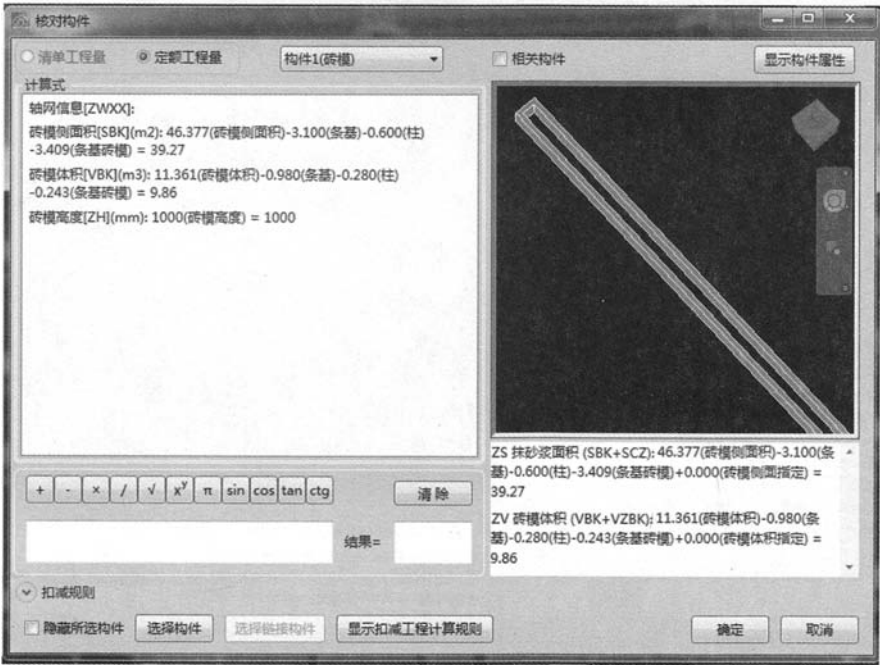 核对构件
清单工程量 定额工程量 构件1(砖模) 相关构件 显示构件属性
计算式
轴网信息[ZWXX]:
砖模侧面积[SBK](m2): 46.377(砖模侧面积)-3.100(条基)-0.600(柱)
-3.409(条基砖模) = 39.27
砖模体积[VBK](m3): 11.361(砖模体积)-0.980(条基)-0.280(柱)
-0.243(条基砖模) = 9.86
砖模高度[ZH](mm): 1000(砖模高度) = 1000
ZS 抹砂浆面积 (SBK+SCZ): 46.377(砖模侧面积)-3.100(条
基)-0.600(柱)-3.409(条基砖模)+0.000(砖模侧面指定) =
39.27
ZV 砖模体积 (VBK+VZBK): 11.361(砖模体积)-0.980(条
基)-0.280(柱)-0.243(条基砖模)+0.000(砖模体积指定) =
9.86
+ - × / √ x^y π sin cos tan ctg 清除
结果=
扣减规则
隐藏所选构件 选择构件 选择链接构件 显示扣减工程计算规则 确定 取消